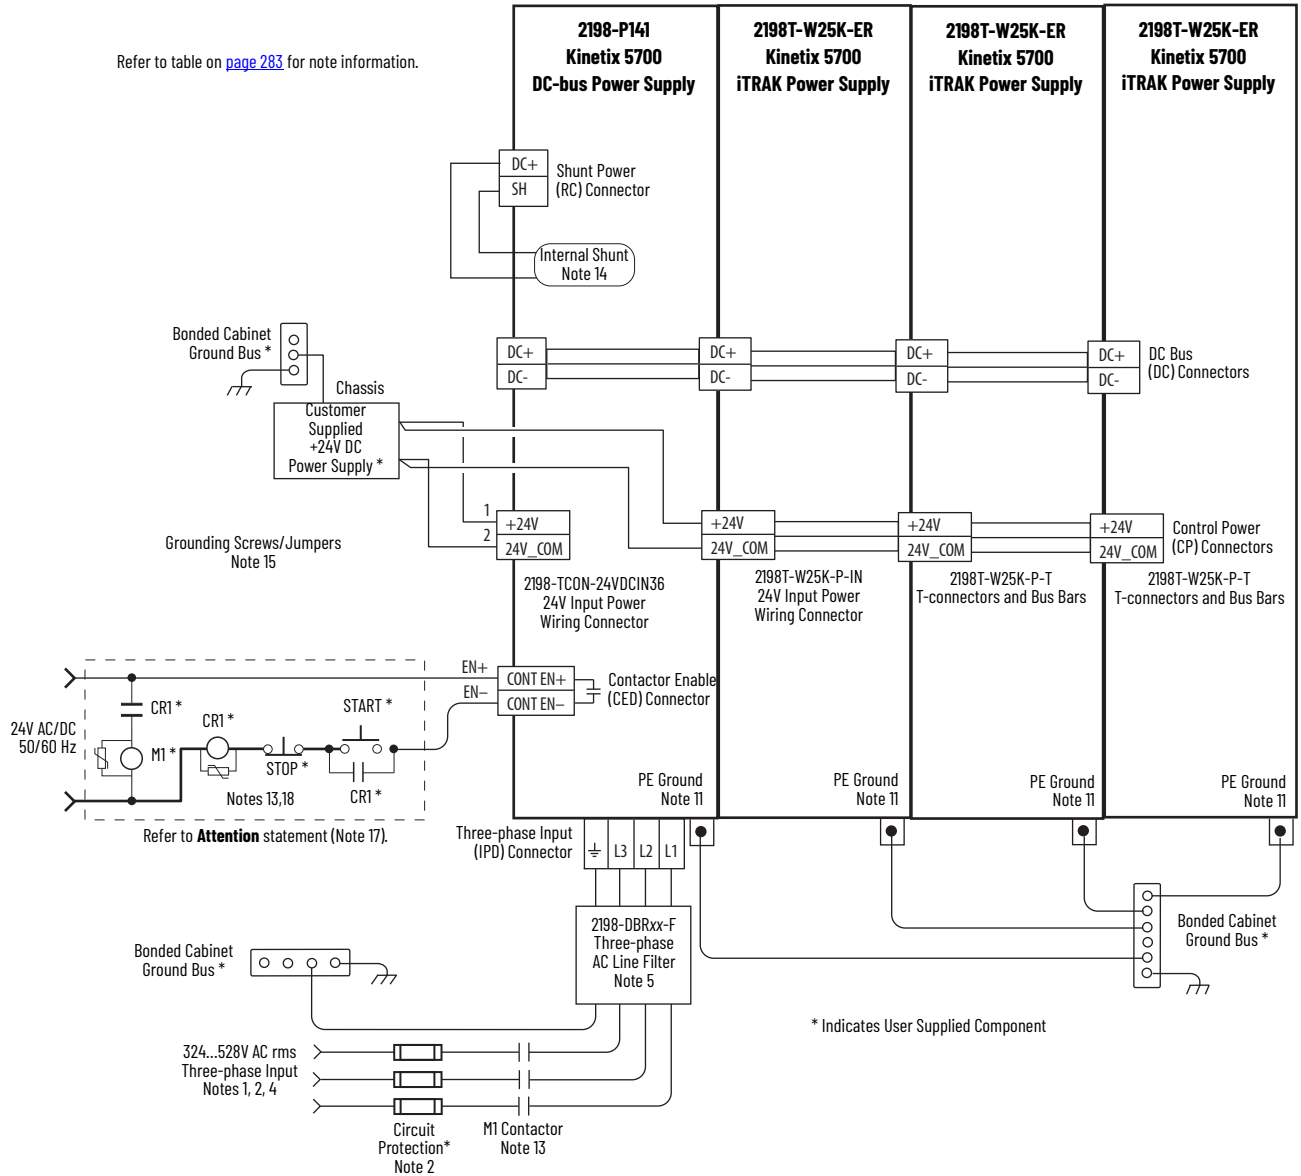 Refer to table on page 283 for note information.
2198-P141
Kinetix 5700
DC-bus Power Supply
2198T-W25K-ER
Kinetix 5700
iTRAK Power Supply
2198T-W25K-ER
Kinetix 5700
iTRAK Power Supply
2198T-W25K-ER
Kinetix 5700
iTRAK Power Supply
DC+
SH
Shunt Power
(RC) Connector
Internal Shunt
Note 14
Bonded Cabinet
Ground Bus *
Chassis
Customer
Supplied
+24V DC
Power Supply *
DC+
DC-
DC+
DC-
DC+
DC-
DC+
DC-
DC Bus
(DC) Connectors
1
2
+24V
24V_COM
+24V
24V_COM
+24V
24V_COM
+24V
24V_COM
Control Power
(CP) Connectors
Grounding Screws/Jumpers
Note 15
2198-TCON-24VDCIN36
24V Input Power
Wiring Connector
2198T-W25K-P-IN
24V Input Power
Wiring Connector
2198T-W25K-P-T
T-connectors and Bus Bars
2198T-W25K-P-T
T-connectors and Bus Bars
EN+
EN–
CONT EN+
CONT EN–
Contactor Enable
(CED) Connector
24V AC/DC
50/60 Hz
CR1 *
M1 *
CR1 *
STOP *
START *
CR1 *
Notes 13,18
Refer to Attention statement (Note 17).
PE Ground
Note 11
PE Ground
Note 11
PE Ground
Note 11
PE Ground
Note 11
Three-phase Input
(IPD) Connector
L3
L2
L1
2198-DBRxx-F
Three-phase
AC Line Filter
Note 5
Bonded Cabinet
Ground Bus *
Bonded Cabinet
Ground Bus *
* Indicates User Supplied Component
324...528V AC rms
Three-phase Input
Notes 1, 2, 4
Circuit
Protection*
Note 2
M1 Contactor
Note 13